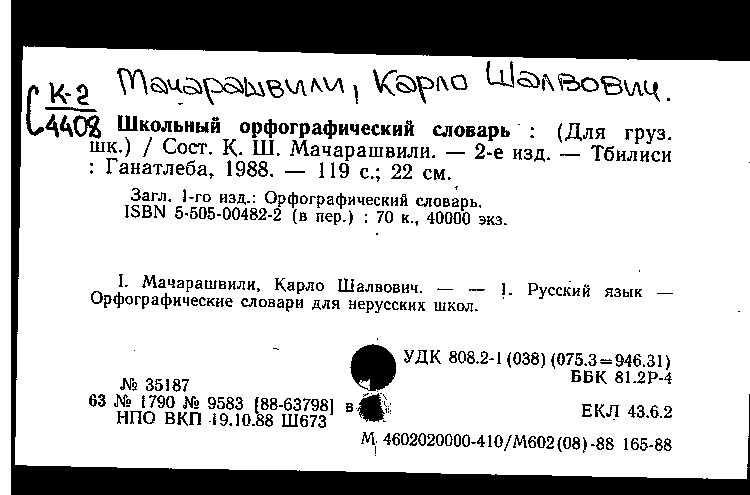 Мачарашвили, Карло Шалвович.
К-2
4408
Школьный орфографический словарь : (Для груз.
шк.) / Сост. К. Ш. Мачарашвили. — 2-е изд. — Тбилиси
: Ганатлеба, 1988. — 119 с.; 22 см.
Загл. 1-го изд.: Орфографический словарь.
ISBN 5-505-00482-2 (в пер.) : 70 к., 40000 экз.
I. Мачарашвили, Карло Шалвович. — — 1. Русский язык —
Орфографические словари для нерусских школ.
УДК 808.2-1 (038) (075.3=946.31)
ББК 81.2Р-4
№ 35187
63 № 1790 № 9583 [88-63798] в
НПО ВКП 19.10.88 Ш673
ЕКЛ 43.6.2
М 4602020000-410/М602(08)-88 165-88